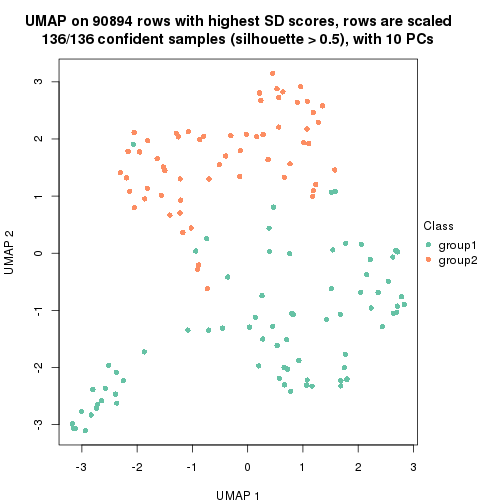 UMAP on 90894 rows with highest SD scores, rows are scaled
136/136 confident samples (silhouette > 0.5), with 10 PCs
3
2
1
0
-1
-2
-3
UMAP 2
-3 -2 -1 0 1 2 3
UMAP 1
Class
group1
group2